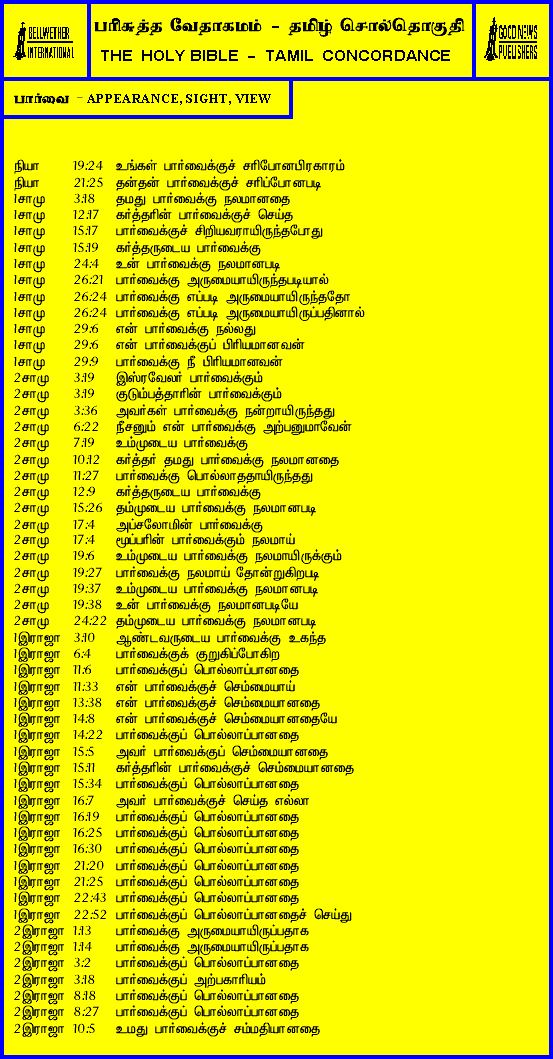 BELLWETHER
INTERNATIONAL
பரிசுத்த வேதாகமம் - தமிழ் சொல்தொகுதி
THE HOLY BIBLE - TAMIL CONCORDANCE
GOOD NEWS
PUBLISHERS
பார்வை - APPEARANCE, SIGHT, VIEW
நியா 19:24 உங்கள் பார்வைக்குச் சரிபோனபிரகாரம்
நியா 21:25 தன்தன் பார்வைக்குச் சரிப்போனபடி
1சாமு 3:18 தமது பார்வைக்கு நலமானதை
1சாமு 12:17 கர்த்தரின் பார்வைக்குச் செய்த
1சாமு 15:17 பார்வைக்குச் சிறியவராயிருந்தபோது
1சாமு 15:19 கர்த்தருடைய பார்வைக்கு
1சாமு 24:4 உன் பார்வைக்கு நலமானபடி
1சாமு 26:21 பார்வைக்கு அருமையாயிருந்தபடியால்
1சாமு 26:24 பார்வைக்கு எப்படி அருமையாயிருந்ததோ
1சாமு 26:24 பார்வைக்கு எப்படி அருமையாயிருப்பதினால்
1சாமு 29:6 என் பார்வைக்கு நல்லது
1சாமு 29:6 என் பார்வைக்குப் பிரியமானவன்
1சாமு 29:9 பார்வைக்கு நீ பிரியமானவன்
2சாமு 3:19 இஸ்ரவேலர் பார்வைக்கும்
2சாமு 3:19 குடும்பத்தாரின் பார்வைக்கும்
2சாமு 3:36 அவர்கள் பார்வைக்கு நன்றாயிருந்தது
2சாமு 6:22 நீசனும் என் பார்வைக்கு அற்பனுமாவேன்
2சாமு 7:19 உம்முடைய பார்வைக்கு
2சாமு 10:12 கர்த்தர் தமது பார்வைக்கு நலமானதை
2சாமு 11:27 பார்வைக்கு பொல்லாததாயிருந்தது
2சாமு 12:9 கர்த்தருடைய பார்வைக்கு
2சாமு 15:26 தம்முடைய பார்வைக்கு நலமானபடி
2சாமு 17:4 அப்சலோமின் பார்வைக்கு
2சாமு 17:4 மூப்பரின் பார்வைக்கும் நலமாய்
2சாமு 19:6 உம்முடைய பார்வைக்கு நலமாயிருக்கும்
2சாமு 19:27 பார்வைக்கு நலமாய் தோன்றுகிறபடி
2சாமு 19:37 உம்முடைய பார்வைக்கு நலமானபடி
2சாமு 19:38 உன் பார்வைக்கு நலமானபடியே
2சாமு 24:22 தம்முடைய பார்வைக்கு நலமானபடி
1இராஜா 3:10 ஆண்டவருடைய பார்வைக்கு உகந்த
1இராஜா 6:4 பார்வைக்குக் குறுகிப்போகிற
1இராஜா 11:6 பார்வைக்குப் பொல்லாப்பானதை
1இராஜா 11:33 என் பார்வைக்குச் செம்மையாய்
1இராஜா 13:38 என் பார்வைக்குச் செம்மையானதை
1இராஜா 14:8 என் பார்வைக்குச் செம்மையானதையே
1இராஜா 14:22 பார்வைக்குப் பொல்லாப்பானதை
1இராஜா 15:5 அவர் பார்வைக்குப் செம்மையானதை
1இராஜா 15:11 கர்த்தரின் பார்வைக்குச் செம்மையானதை
1இராஜா 15:34 பார்வைக்குப் பொல்லாப்பானதை
1இராஜா 16:7 அவர் பார்வைக்குச் செய்த எல்லா
1இராஜா 16:19 பார்வைக்குப் பொல்லாப்பானதை
1இராஜா 16:25 பார்வைக்குப் பொல்லாப்பானதை
1இராஜா 16:30 பார்வைக்குப் பொல்லாப்பானதை
1இராஜா 21:20 பார்வைக்குப் பொல்லாப்பானதை
1இராஜா 21:25 பார்வைக்குப் பொல்லாப்பானதை
1இராஜா 22:43 பார்வைக்குப் பொல்லாப்பானதை
1இராஜா 22:52 பார்வைக்குப் பொல்லாப்பானதைச் செய்து
2இராஜா 1:13 பார்வைக்கு அருமையாயிருப்பதாக
2இராஜா 1:14 பார்வைக்கு அருமையாயிருப்பதாக
2இராஜா 3:2 பார்வைக்குப் பொல்லாப்பானதை
2இராஜா 3:18 பார்வைக்குப் அற்பகாரியம்
2இராஜா 8:18 பார்வைக்குப் பொல்லாப்பானதை
2இராஜா 8:27 பார்வைக்குப் பொல்லாப்பானதை
2இராஜா 10:5 உமது பார்வைக்குச் சம்மதியானதை